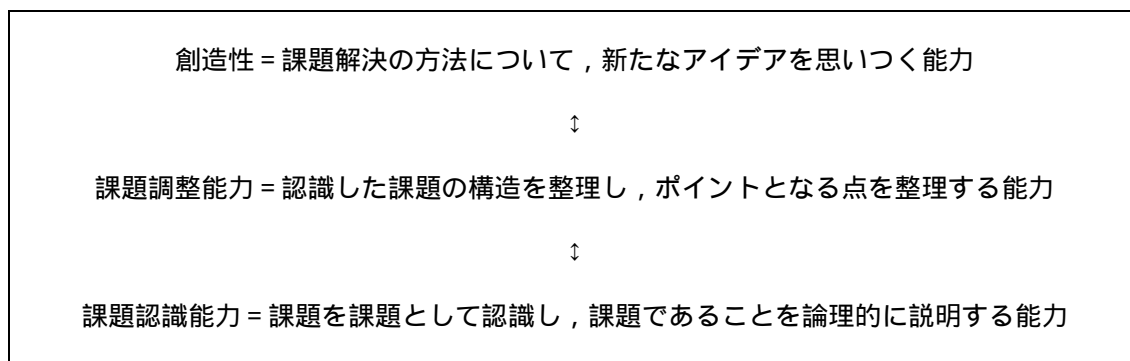 創造性=課題解決の方法について,新たなアイデアを思いつく能力
↕
課題調整能力=認識した課題の構造を整理し,ポイントとなる点を整理する能力
↕
課題認識能力=課題を課題として認識し,課題であることを論理的に説明する能力